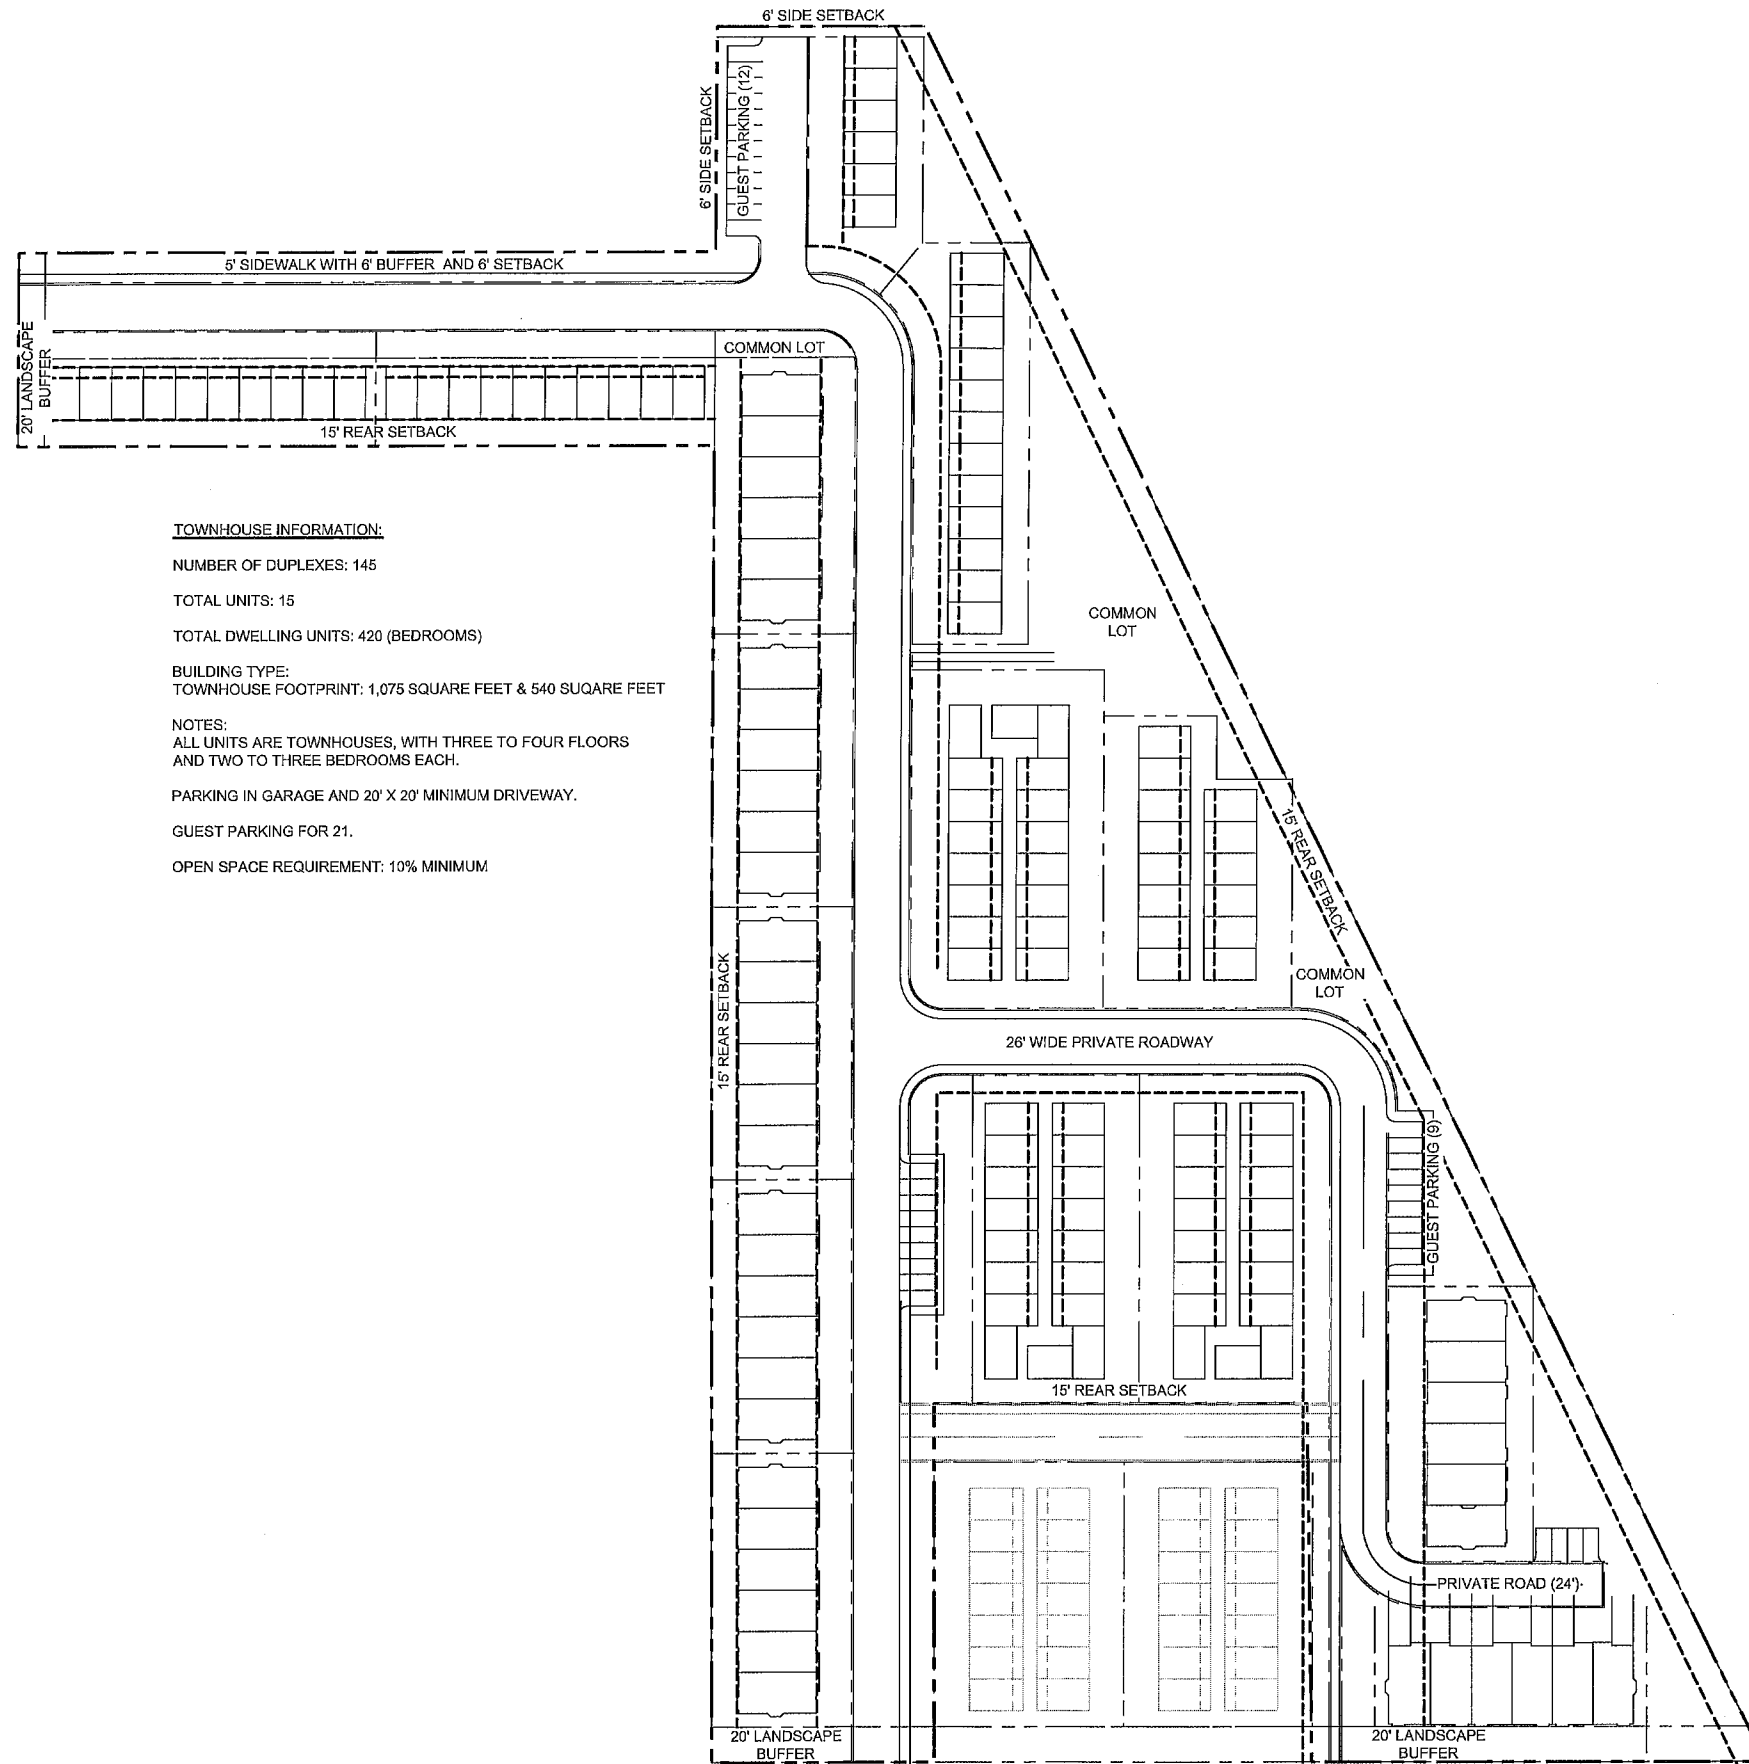 6' SIDE SETBACK
6' SIDE SETBACK
GUEST PARKING (12)
5' SIDEWALK WITH 6' BUFFER AND 6' SETBACK
20' LANDSCAPE
BUFFER
COMMON LOT
15' REAR SETBACK
TOWNHOUSE INFORMATION:
NUMBER OF DUPLEXES: 145
TOTAL UNITS: 15
TOTAL DWELLING UNITS: 420 (BEDROOMS)
BUILDING TYPE:
TOWNHOUSE FOOTPRINT: 1,075 SQUARE FEET & 540 SUQARE FEET
NOTES:
ALL UNITS ARE TOWNHOUSES, WITH THREE TO FOUR FLOORS
AND TWO TO THREE BEDROOMS EACH.
PARKING IN GARAGE AND 20' X 20' MINIMUM DRIVEWAY.
GUEST PARKING FOR 21.
OPEN SPACE REQUIREMENT: 10% MINIMUM
COMMON
LOT
15' REAR SETBACK
COMMON
LOT
15' REAR SETBACK
26' WIDE PRIVATE ROADWAY
GUEST PARKING (9)
15' REAR SETBACK
PRIVATE ROAD (24')
20' LANDSCAPE
BUFFER
20' LANDSCAPE
BUFFER